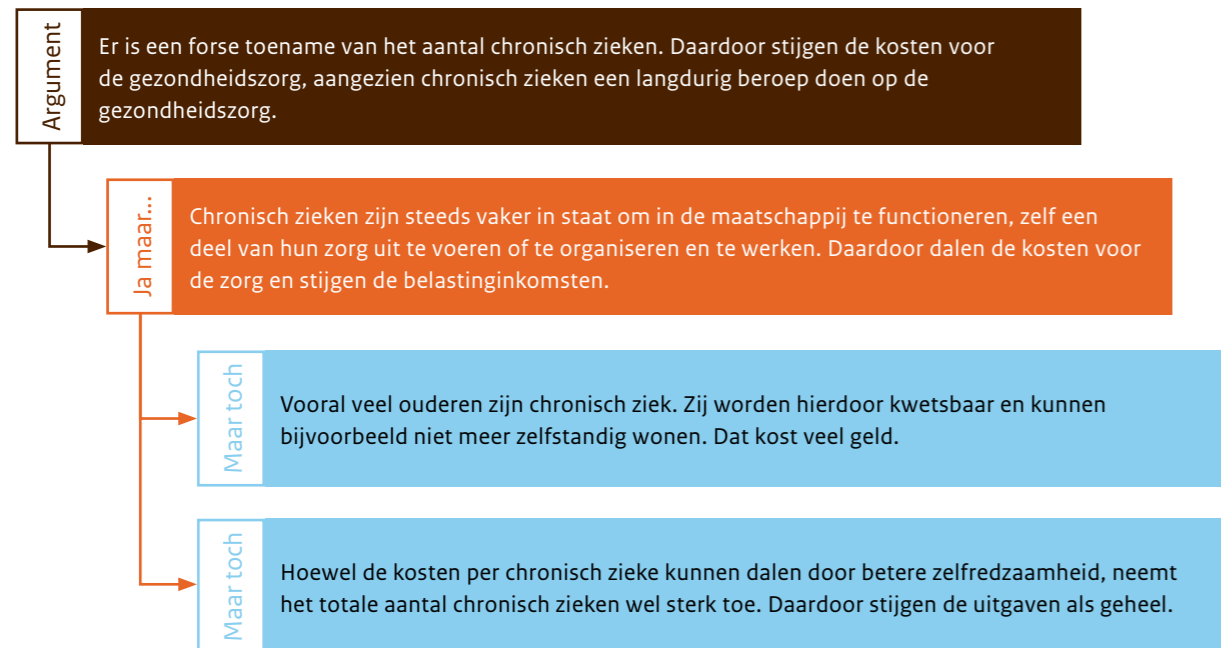 Argument
Er is een forse toename van het aantal chronisch zieken. Daardoor stijgen de kosten voor
de gezondheidszorg, aangezien chronisch zieken een langdurig beroep doen op de
gezondheidszorg.
Ja maar...
Chronisch zieken zijn steeds vaker in staat om in de maatschappij te functioneren, zelf een
deel van hun zorg uit te voeren of te organiseren en te werken. Daardoor dalen de kosten voor
de zorg en stijgen de belastinginkomsten.
Maar toch
Vooral veel ouderen zijn chronisch ziek. Zij worden hierdoor kwetsbaar en kunnen
bijvoorbeeld niet meer zelfstandig wonen. Dat kost veel geld.
Maar toch
Hoewel de kosten per chronisch zieke kunnen dalen door betere zelfredzaamheid, neemt
het totale aantal chronisch zieken wel sterk toe. Daardoor stijgen de uitgaven als geheel.